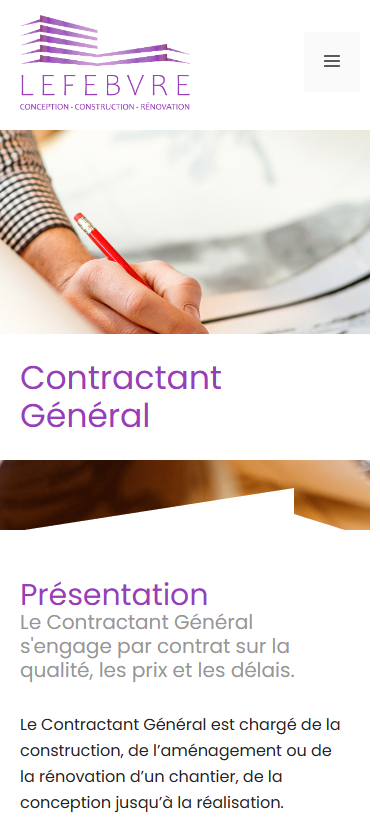 LEFEBVRE
CONCEPTION - CONSTRUCTION - RÉNOVATION
Contractant
Général
Présentation
Le Contractant Général
s'engage par contrat sur la
qualité, les prix et les délais.
Le Contractant Général est chargé de la
construction, de l’aménagement ou de
la rénovation d’un chantier, de la
conception jusqu’à la réalisation.